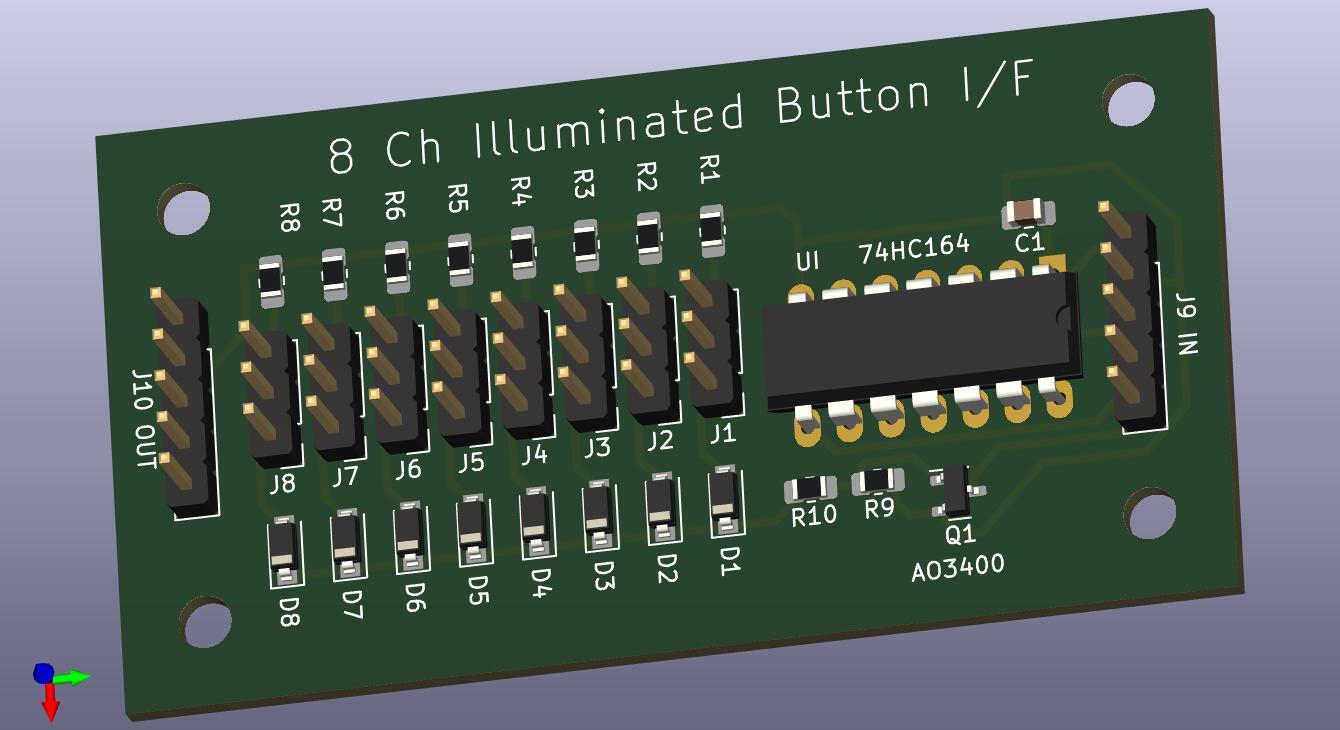 8 Ch Illuminated Button I/F
R8
R7
R6
R5
R4
R3
R2
R1
UI
74HC164
C1
J10 OUT
J9 IN
J8
J7
J6
J5
J4
J3
J2
J1
R10
R9
Q1
AO3400
D8
D7
D6
D5
D4
D3
D2
D1